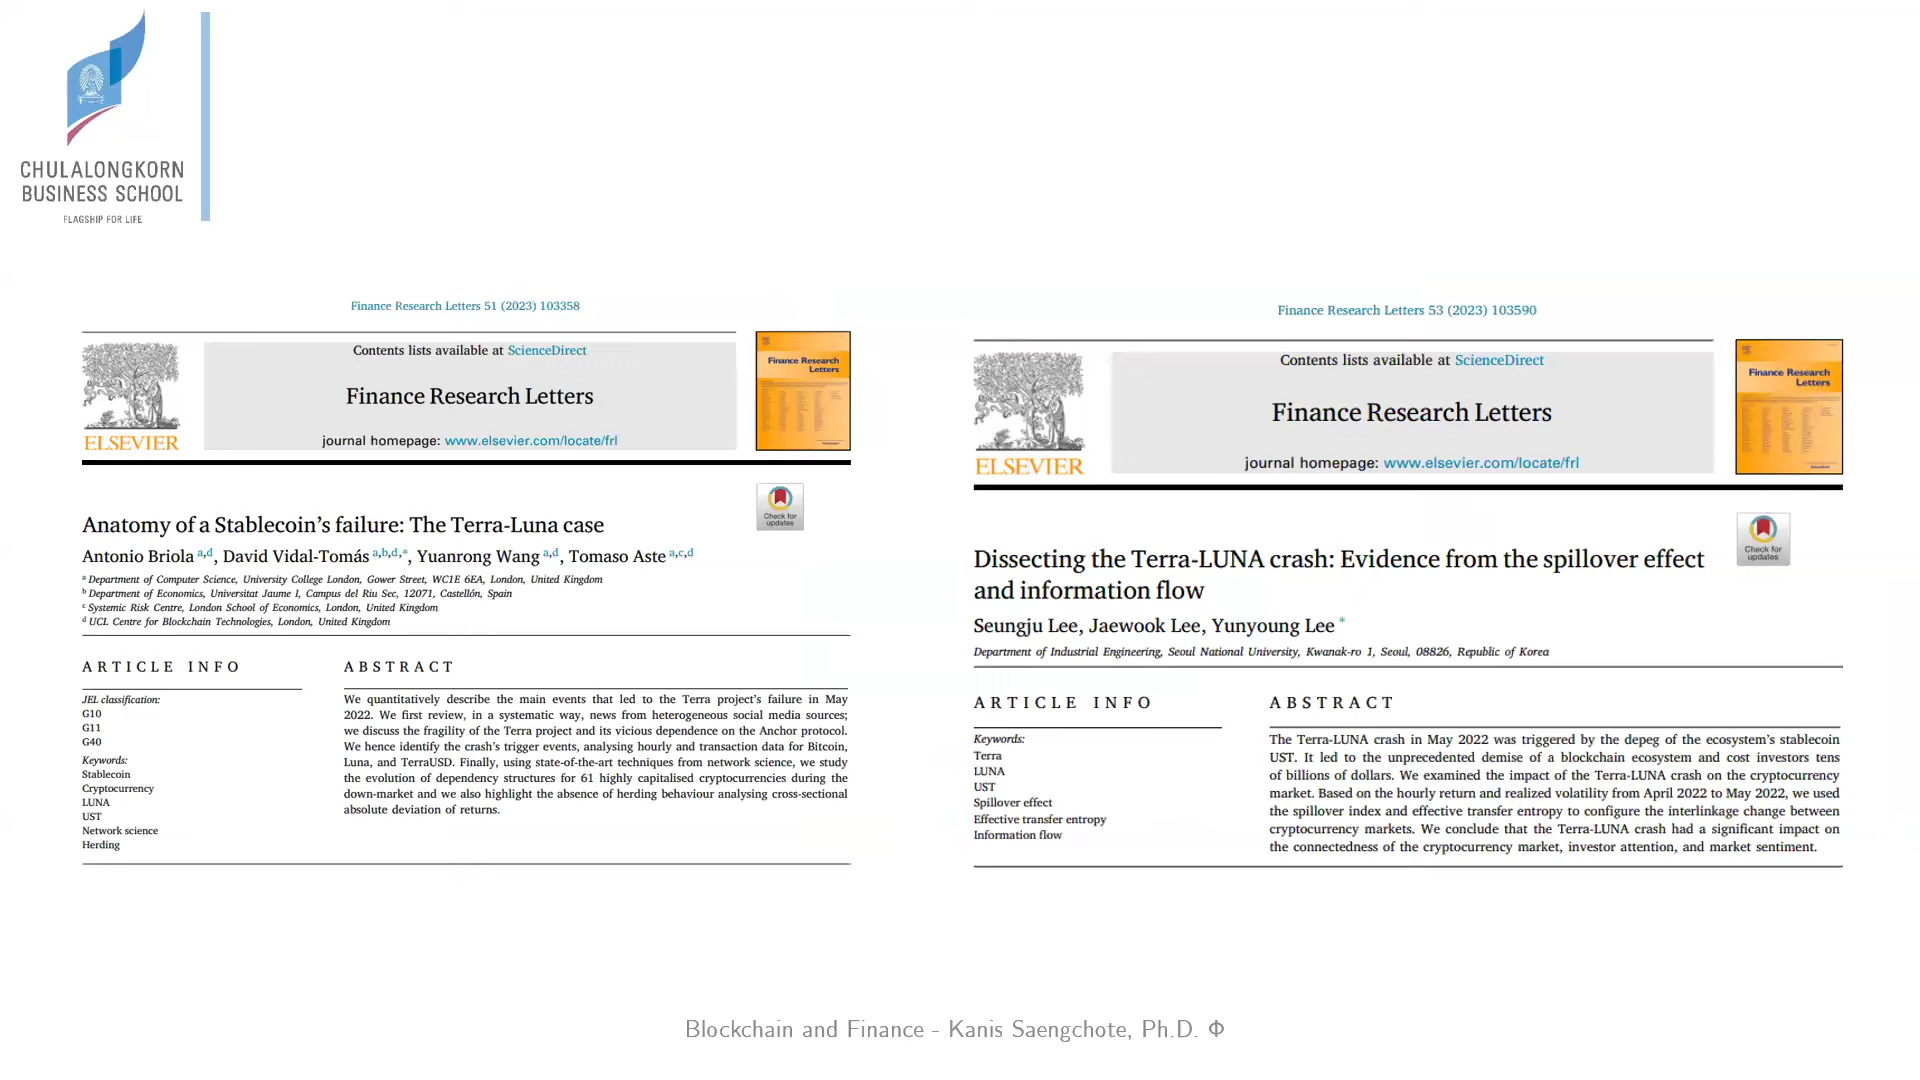 CHULALONGKORN
BUSINESS SCHOOL
FLAGSHIP FOR LIFE
Finance Research Letters 51 (2023) 103358
Contents lists available at ScienceDirect
Finance Research Letters
journal homepage: www.elsevier.com/locate/frl
ELSEVIER
Finance Research
Letters
Check for
updates
Anatomy of a Stablecoin's failure: The Terra-Luna case
Antonio Briola a,d, David Vidal-Tomás a,b,d,*, Yuanrong Wang a,d, Tomaso Aste a,c,d
a Department of Computer Science, University College London, Gower Street, WC1E 6EA, London, United Kingdom
b Department of Economics, Universitat Jaume I, Campus del Riu Sec, 12071, Castellón, Spain
c Systemic Risk Centre, London School of Economics, London, United Kingdom
d UCL Centre for Blockchain Technologies, London, United Kingdom
ARTICLE INFO
JEL classification:
G10
G11
G40
Keywords:
Stablecoin
Cryptocurrency
LUNA
UST
Network science
Herding
ABSTRACT
We quantitatively describe the main events that led to the Terra project's failure in May
2022. We first review, in a systematic way, news from heterogeneous social media sources;
we discuss the fragility of the Terra project and its vicious dependence on the Anchor protocol.
We hence identify the crash's trigger events, analysing hourly and transaction data for Bitcoin,
Luna, and TerraUSD. Finally, using state-of-the-art techniques from network science, we study
the evolution of dependency structures for 61 highly capitalised cryptocurrencies during the
down-market and we also highlight the absence of herding behaviour analysing cross-sectional
absolute deviation of returns.
Finance Research Letters 53 (2023) 103590
Contents lists available at ScienceDirect
Finance Research Letters
journal homepage: www.elsevier.com/locate/frl
ELSEVIER
Finance Research
Letters
Check for
updates
Dissecting the Terra-LUNA crash: Evidence from the spillover effect
and information flow
Seungju Lee, Jaewook Lee, Yunyoung Lee *
Department of Industrial Engineering, Seoul National University, Kwanak-ro 1, Seoul, 08826, Republic of Korea
ARTICLE INFO
Keywords:
Terra
LUNA
UST
Spillover effect
Effective transfer entropy
Information flow
ABSTRACT
The Terra-LUNA crash in May 2022 was triggered by the depeg of the ecosystem's stablecoin
UST. It led to the unprecedented demise of a blockchain ecosystem and cost investors tens
of billions of dollars. We examined the impact of the Terra-LUNA crash on the cryptocurrency
market. Based on the hourly return and realized volatility from April 2022 to May 2022, we used
the spillover index and effective transfer entropy to configure the interlinkage change between
cryptocurrency markets. We conclude that the Terra-LUNA crash had a significant impact on
the connectedness of the cryptocurrency market, investor attention, and market sentiment.
Blockchain and Finance - Kanis Saengchote, Ph.D. Φ